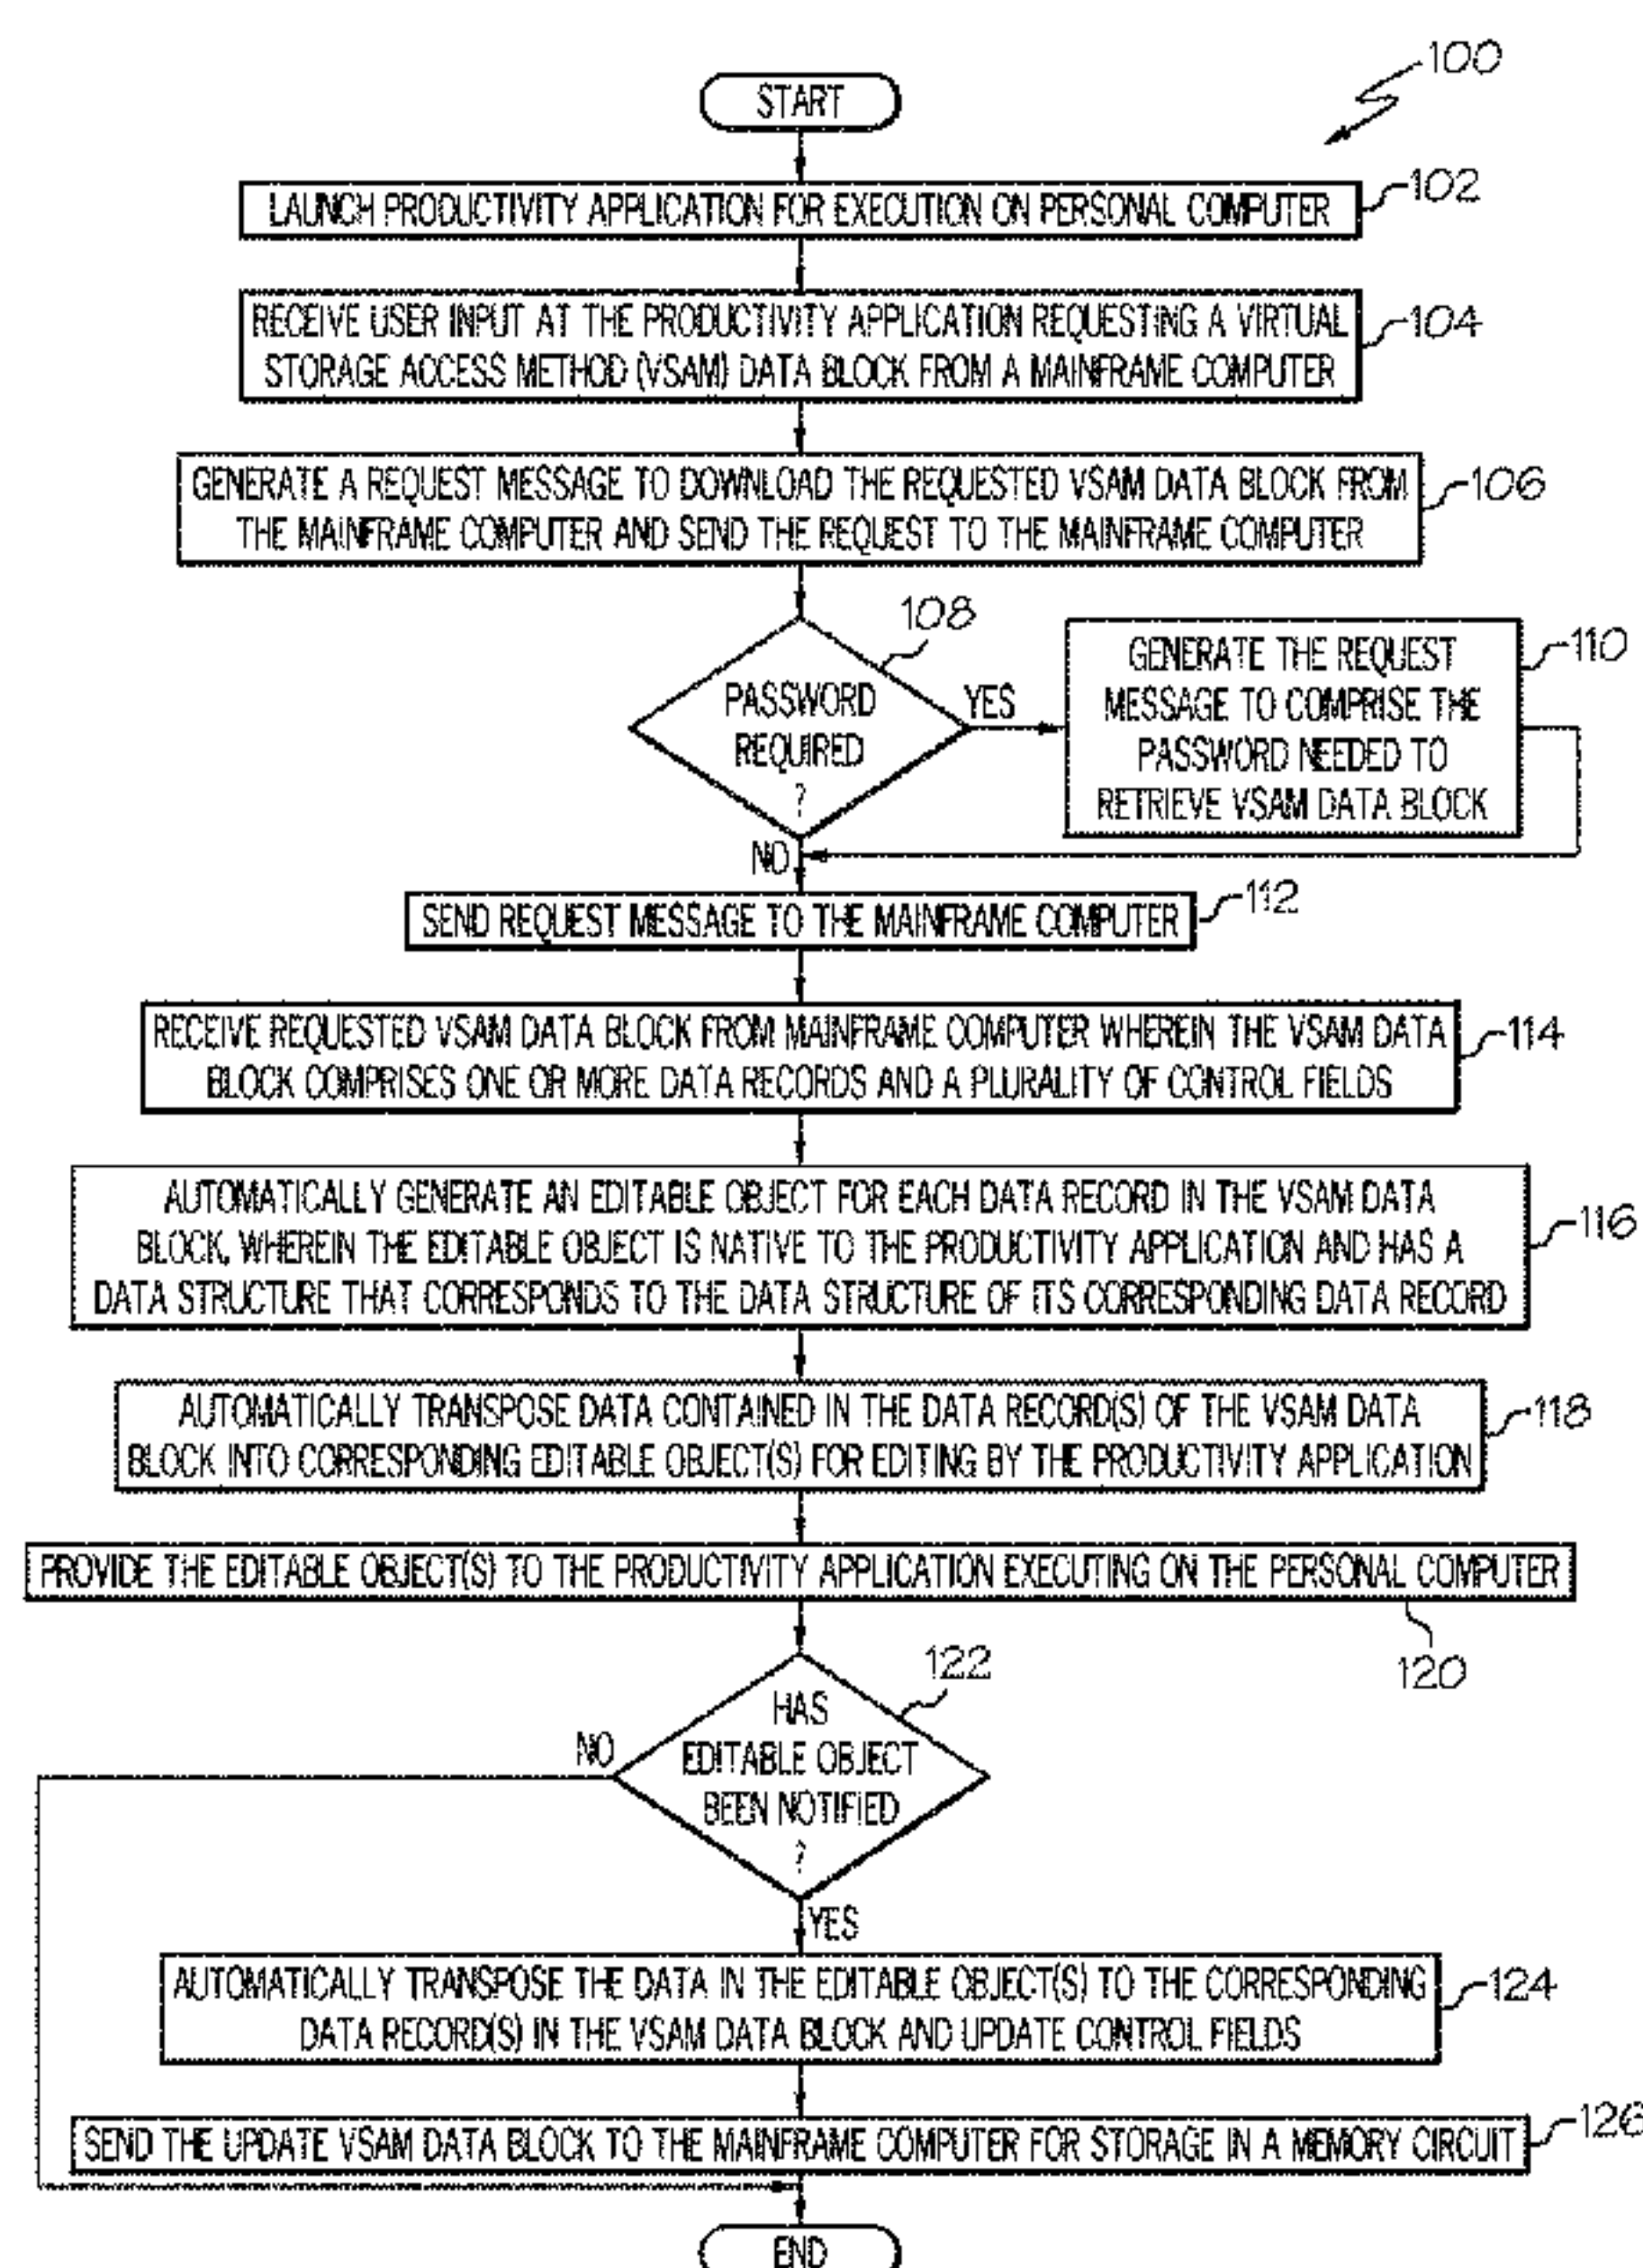 100
START
LAUNCH PRODUCTIVITY APPLICATION FOR EXECUTION ON PERSONAL COMPUTER
102
RECEIVE USER INPUT AT THE PRODUCTIVITY APPLICATION REQUESTING A VIRTUAL
STORAGE ACCESS METHOD (VSAM) DATA BLOCK FROM A MAINFRAME COMPUTER
104
GENERATE A REQUEST MESSAGE TO DOWNLOAD THE REQUESTED VSAM DATA BLOCK FROM
THE MAINFRAME COMPUTER AND SEND THE REQUEST TO THE MAINFRAME COMPUTER
106
108
PASSWORD
REQUIRED
?
YES
GENERATE THE REQUEST
MESSAGE TO COMPRISE THE
PASSWORD NEEDED TO
RETRIEVE VSAM DATA BLOCK
110
NO
SEND REQUEST MESSAGE TO THE MAINFRAME COMPUTER
112
RECEIVE REQUESTED VSAM DATA BLOCK FROM MAINFRAME COMPUTER WHEREIN THE VSAM DATA
BLOCK COMPRISES ONE OR MORE DATA RECORDS AND A PLURALITY OF CONTROL FIELDS
114
AUTOMATICALLY GENERATE AN EDITABLE OBJECT FOR EACH DATA RECORD IN THE VSAM DATA
BLOCK, WHEREIN THE EDITABLE OBJECT IS NATIVE TO THE PRODUCTIVITY APPLICATION AND HAS A
DATA STRUCTURE THAT CORRESPONDS TO THE DATA STRUCTURE OF ITS CORRESPONDING DATA RECORD
116
AUTOMATICALLY TRANSPOSE DATA CONTAINED IN THE DATA RECORD(S) OF THE VSAM DATA
BLOCK INTO CORRESPONDING EDITABLE OBJECT(S) FOR EDITING BY THE PRODUCTIVITY APPLICATION
118
PROVIDE THE EDITABLE OBJECT(S) TO THE PRODUCTIVITY APPLICATION EXECUTING ON THE PERSONAL COMPUTER
120
122
HAS
EDITABLE OBJECT
BEEN NOTIFIED
?
NO
YES
AUTOMATICALLY TRANSPOSE THE DATA IN THE EDITABLE OBJECT(S) TO THE CORRESPONDING
DATA RECORD(S) IN THE VSAM DATA BLOCK AND UPDATE CONTROL FIELDS
124
SEND THE UPDATE VSAM DATA BLOCK TO THE MAINFRAME COMPUTER FOR STORAGE IN A MEMORY CIRCUIT
126
END